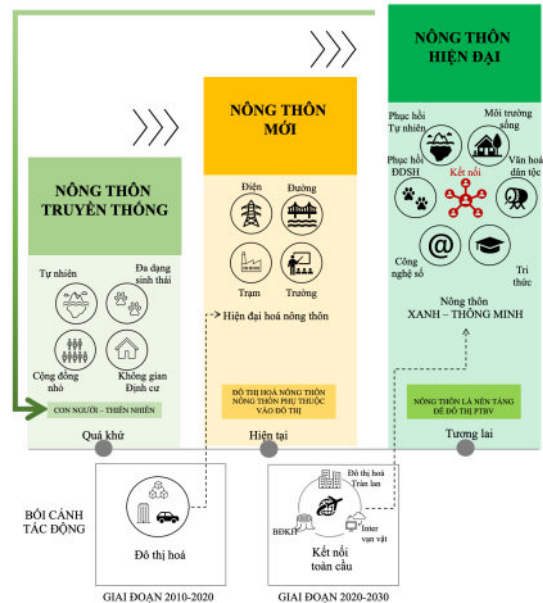 NÔNG THÔN
HIỆN ĐẠI
NÔNG THÔN
MỚI
NÔNG THÔN
TRUYỀN THỐNG
Phục hồi
Tự nhiên
Môi trường
sống
Phục hồi
ĐDSH
Kết nối
Văn hoá
dân tộc
@
Công
nghệ số
Tri
thức
Nông thôn
XANH – THÔNG MINH
Điện
Đường
Trạm
Trường
Hiện đại hoá nông thôn
Tự nhiên
Đa dạng
sinh thái
Cộng đồng
nhỏ
Không gian
Định cư
CON NGƯỜI – THIÊN NHIÊN
ĐÔ THỊ HOÁ NÔNG THÔN
NÔNG THÔN PHỤ THUỘC
VÀO ĐÔ THỊ
NÔNG THÔN LÀ NỀN TẢNG
ĐỂ ĐÔ THỊ PTBV
Quá khứ
Hiện tại
Tương lai
BỐI CẢNH
TÁC ĐỘNG
Đô thị hoá
Đô thị hoá
Tràn lan
BĐKH
Inter
vạn vật
Kết nối
toàn cầu
GIAI ĐOẠN 2010-2020
GIAI ĐOẠN 2020-2030